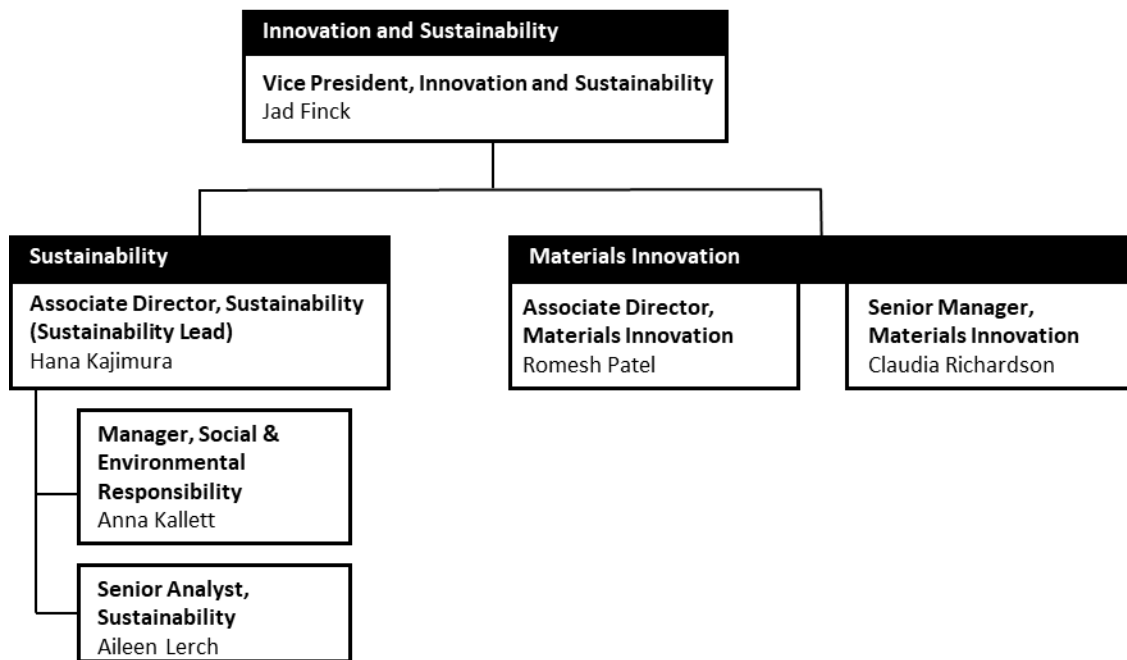 Innovation and Sustainability
Vice President, Innovation and Sustainability
Jad Finck
Sustainability
Associate Director, Sustainability
(Sustainability Lead)
Hana Kajimura
Manager, Social &
Environmental
Responsibility
Anna Kallett
Senior Analyst,
Sustainability
Aileen Lerch
Materials Innovation
Associate Director,
Materials Innovation
Romesh Patel
Senior Manager,
Materials Innovation
Claudia Richardson